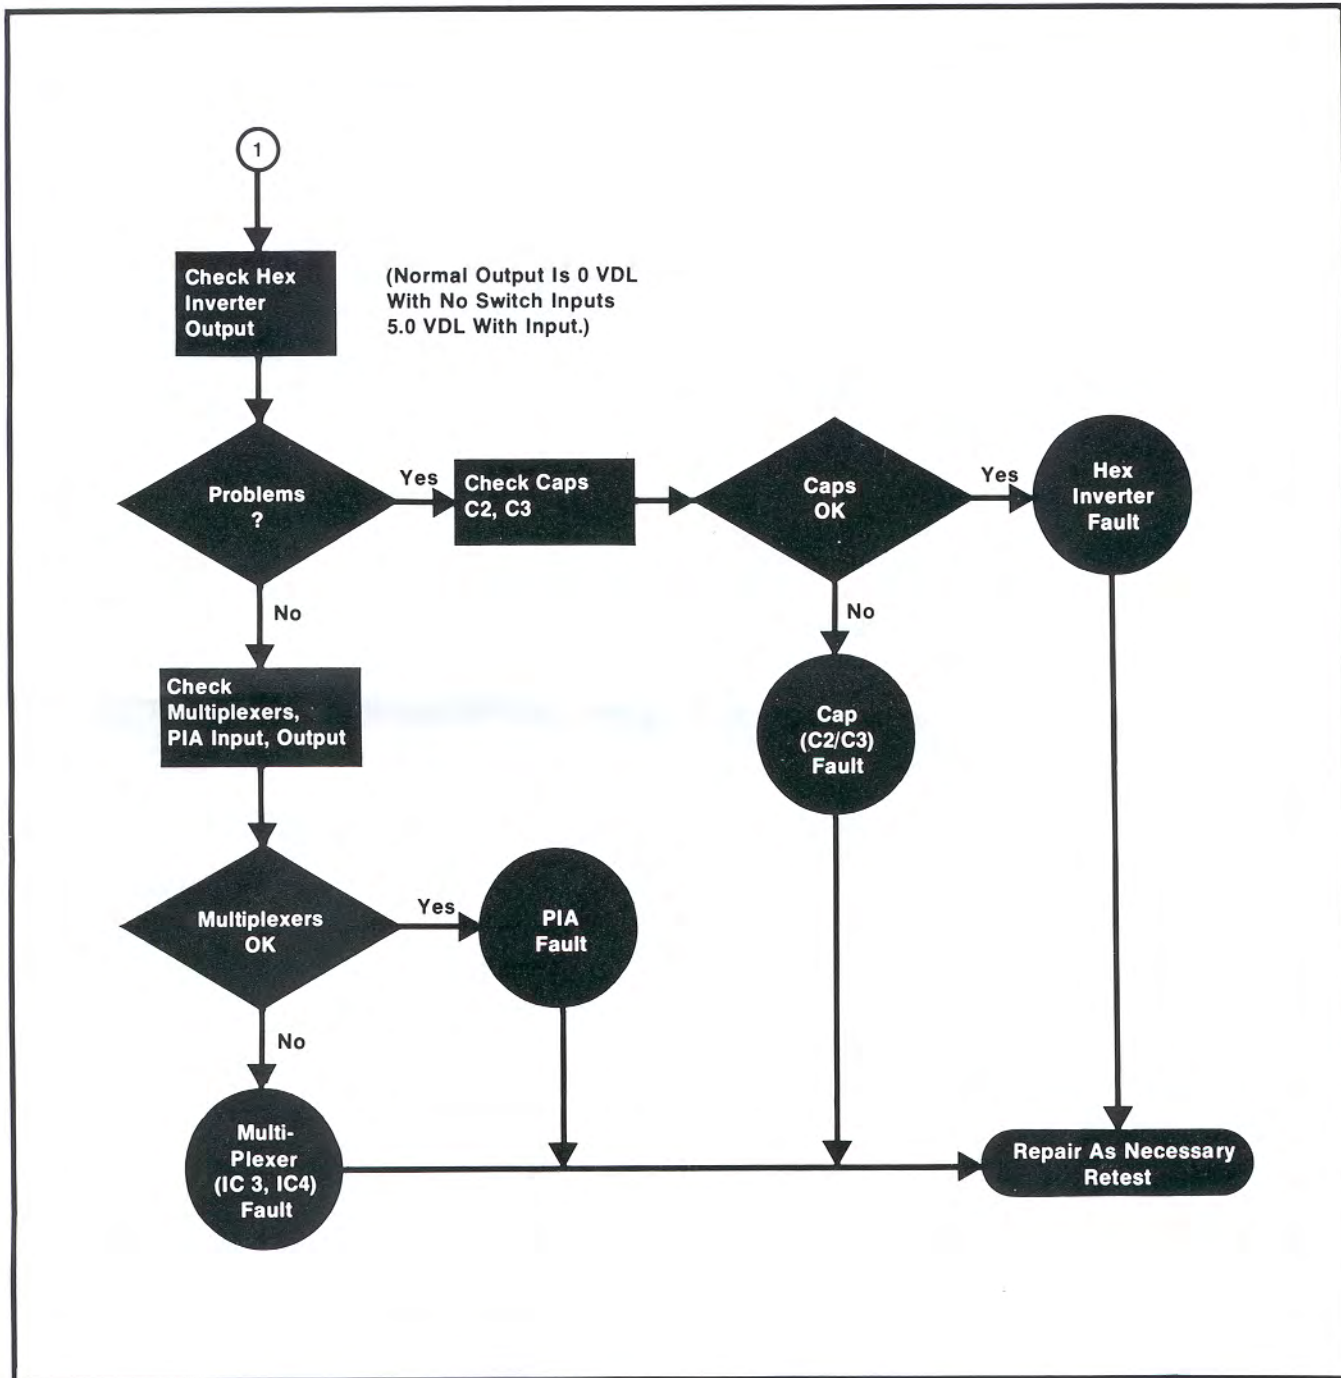 1
Check Hex
Inverter
Output
(Normal Output Is 0 VDL
With No Switch Inputs
5.0 VDL With Input.)
Problems
?
Yes
Check Caps
C2, C3
Caps
OK
Yes
Hex
Inverter
Fault
No
No
Check
Multiplexers,
PIA Input, Output
Cap
(C2/C3)
Fault
Multiplexers
OK
Yes
PIA
Fault
No
Multi-
Plexer
(IC 3, IC4)
Fault
Repair As Necessary
Retest